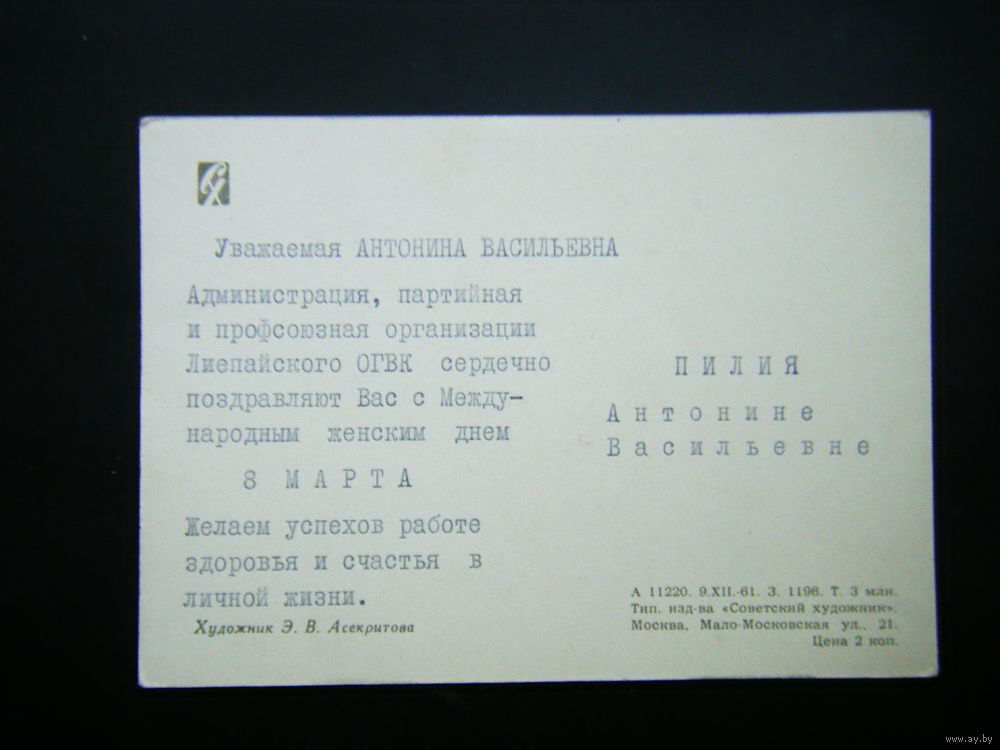 СХ
Уважаемая АНТОНИНА ВАСИЛЬЕВНА
Администрация, партийная
и профсоюзная организации
Лиепайского ОГВК сердечно
поздравляют Вас с Между-
народным женским днем
8 МАРТА
Желаем успехов работе
здоровья и счастья в
личной жизни.
Художник Э. В. Асекритова
ПИЛИЯ
Антонине
Васильевне
А 11220. 9.XII.-61. З. 1196. Т. 3 млн.
Тип. изд-ва «Советский художник».
Москва, Мало-Московская ул., 21.
Цена 2 коп.
www.ay.by